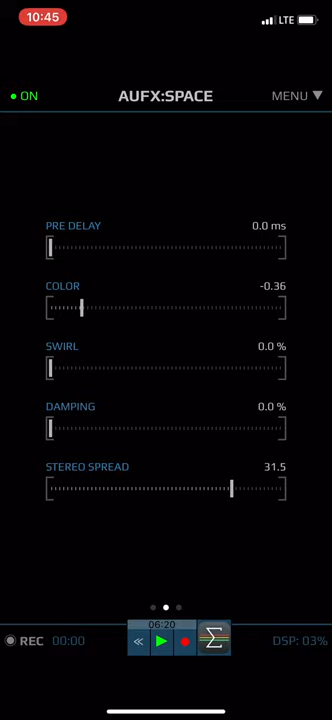 10:45
LTE
ON
AUFX:SPACE
MENU ▼
PRE DELAY
0.0 ms
COLOR
-0.36
SWIRL
0.0 %
DAMPING
0.0 %
STEREO SPREAD
31.5
06:20
REC
00:00
Σ
DSP: 03%